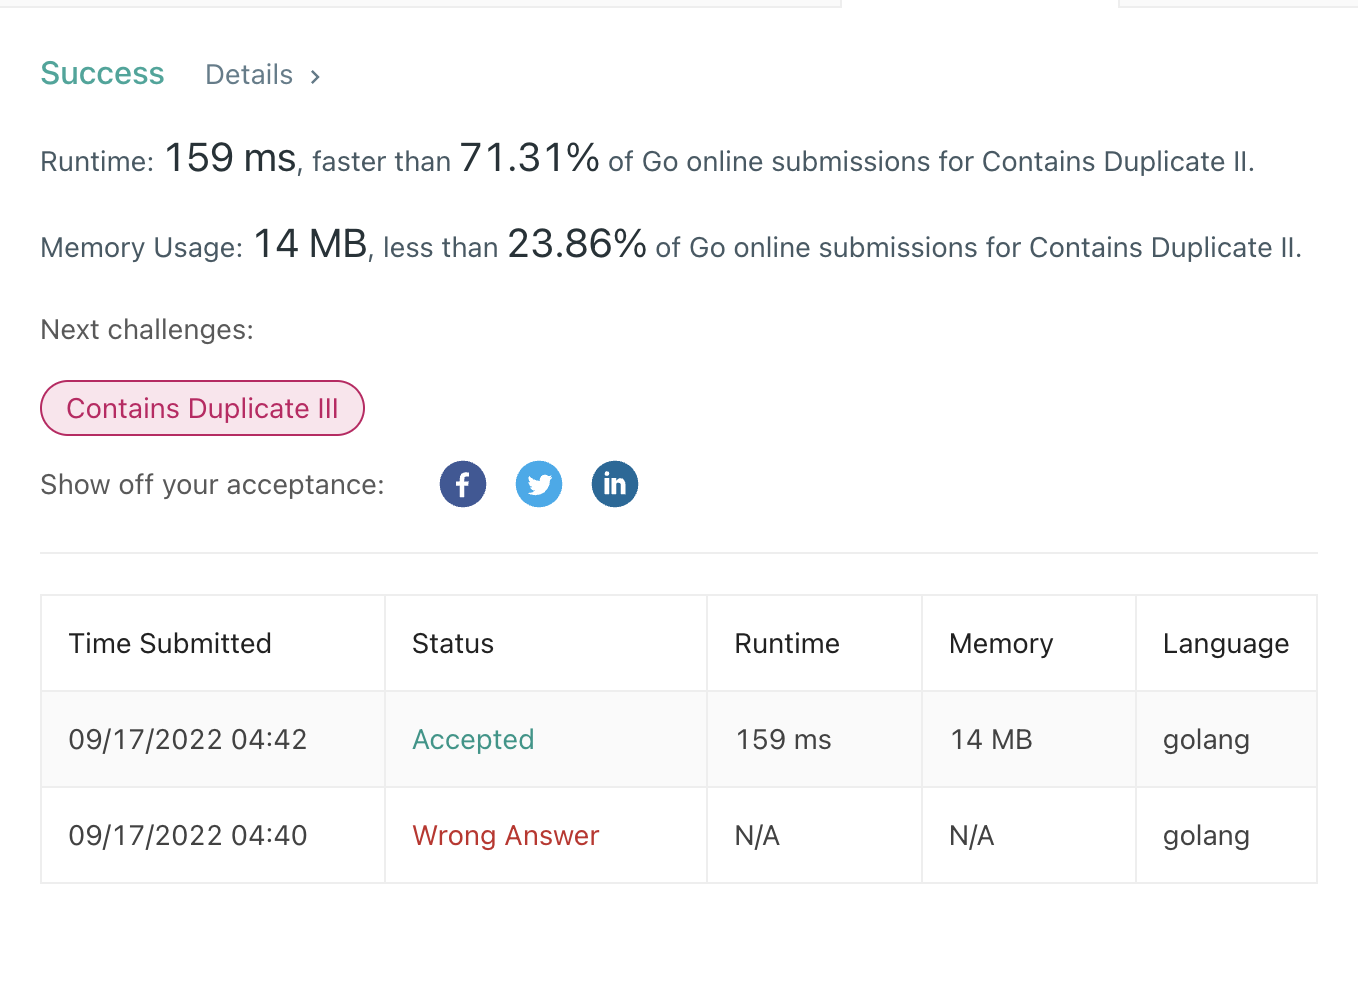 Success Details >
Runtime: 159 ms, faster than 71.31% of Go online submissions for Contains Duplicate II.
Memory Usage: 14 MB, less than 23.86% of Go online submissions for Contains Duplicate II.
Next challenges:
Contains Duplicate III
Show off your acceptance: f in
Time Submitted Status Runtime Memory Language
09/17/2022 04:42 Accepted 159 ms 14 MB golang
09/17/2022 04:40 Wrong Answer N/A N/A golang